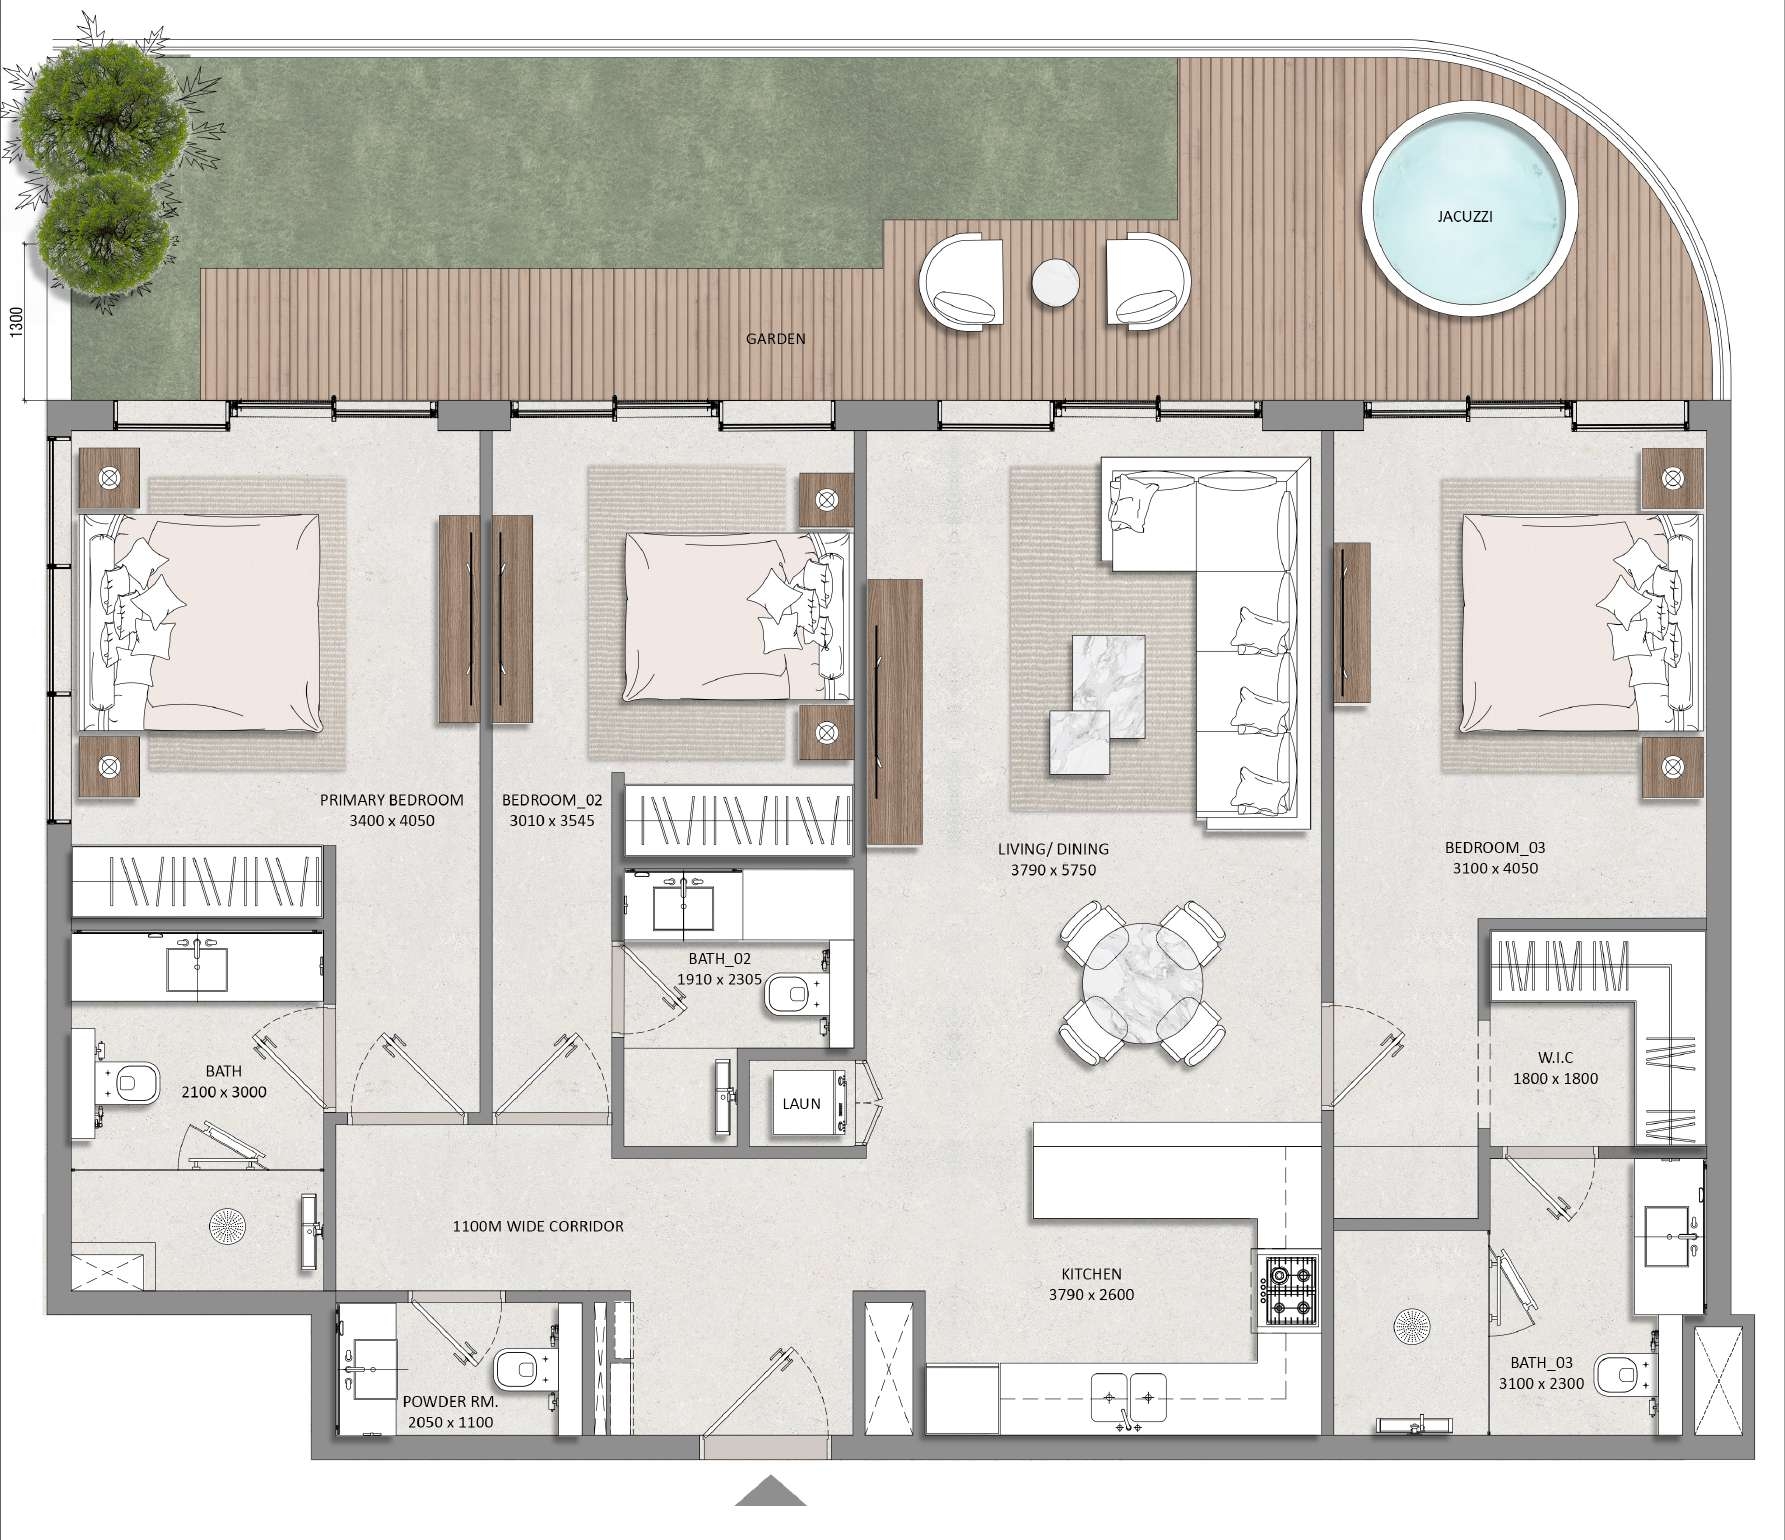 JACUZZI
1300
GARDEN
PRIMARY BEDROOM
3400 x 4050
BEDROOM_02
3010 x 3545
LIVING/ DINING
3790 x 5750
BEDROOM_03
3100 x 4050
BATH_02
1910 x 2305
BATH
2100 x 3000
W.I.C
1800 x 1800
LAUN
1100M WIDE CORRIDOR
KITCHEN
3790 x 2600
POWDER RM.
2050 x 1100
BATH_03
3100 x 2300